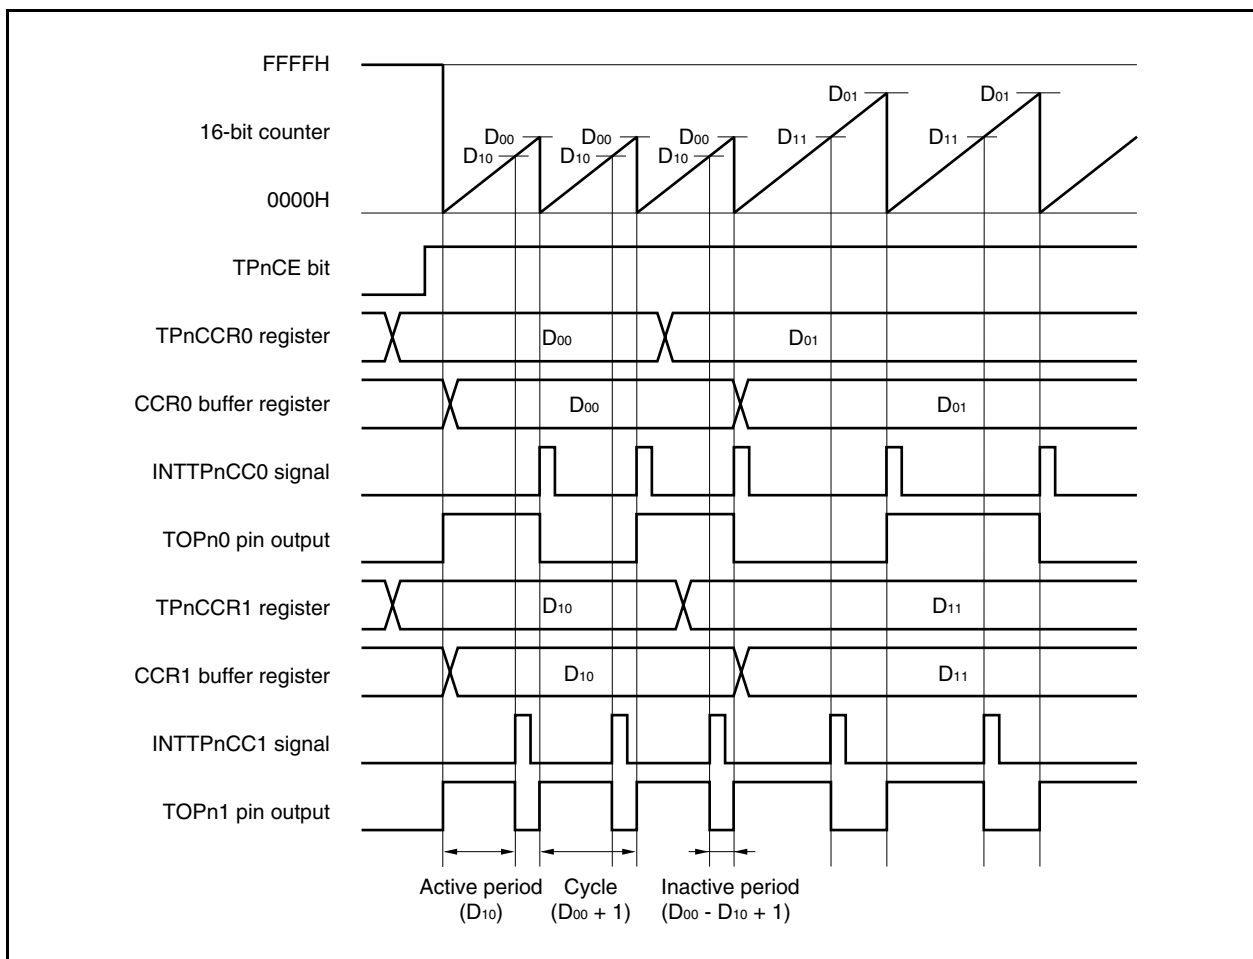 FFFFH
D01 D01
16-bit counter
D00 D00 D00 D11 D11
D10 D10 D10
0000H
TPnCE bit
TPnCCR0 register D00 D01
CCR0 buffer register D00 D01
INTTPnCC0 signal
TOPn0 pin output
TPnCCR1 register D10 D11
CCR1 buffer register D10 D11
INTTPnCC1 signal
TOPn1 pin output
Active period Cycle Inactive period
(D10) (D00 + 1) (D00 - D10 + 1)